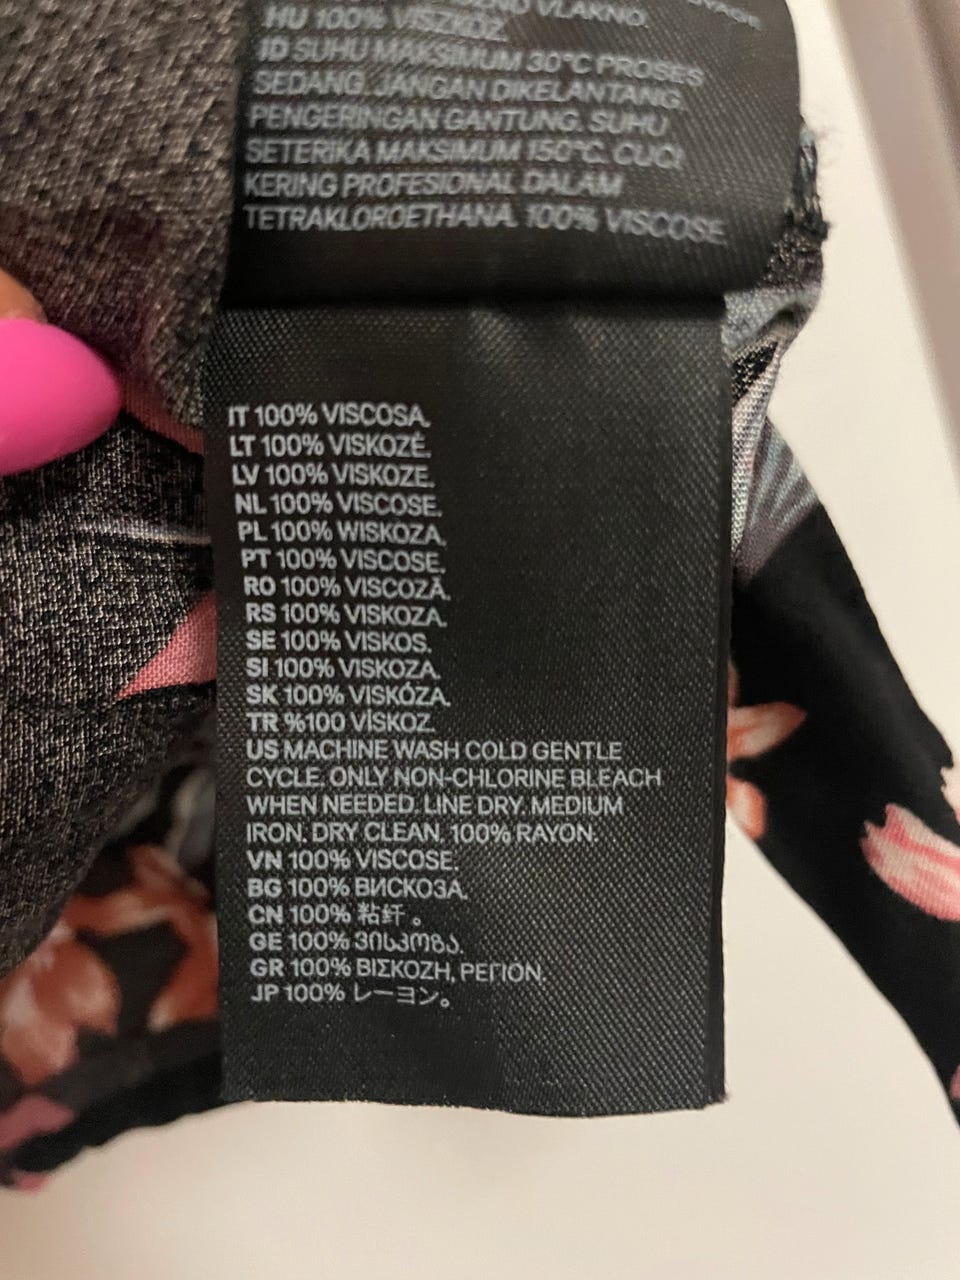 VLAKNO.
HU 100% VISZKÓZ.
ID SUHU MAKSIMUM 30°C PROSES
SEDANG. JANGAN DIKELANTANG.
PENGERINGAN GANTUNG. SUHU
SETERIKA MAKSIMUM 150°C. CUCI
KERING PROFESIONAL DALAM
TETRAKLOROETHANA. 100% VISCOSE.
IT 100% VISCOSA.
LT 100% VISKOZĖ.
LV 100% VISKOZE.
NL 100% VISCOSE.
PL 100% WISKOZA.
PT 100% VISCOSE.
RO 100% VISCOZĂ.
RS 100% VISKOZA.
SE 100% VISKOS.
SI 100% VISKOZA.
SK 100% VISKÓZA.
TR %100 VİSKOZ.
US MACHINE WASH COLD GENTLE
CYCLE. ONLY NON-CHLORINE BLEACH
WHEN NEEDED. LINE DRY. MEDIUM
IRON. DRY CLEAN. 100% RAYON.
VN 100% VISCOSE.
BG 100% ВИСКОЗА.
CN 100% 粘纤 。
GE 100% ვისკოზა.
GR 100% ΒΙΣΚΟΖΗ, ΡΕΓΙΟΝ.
JP 100% レーヨン。